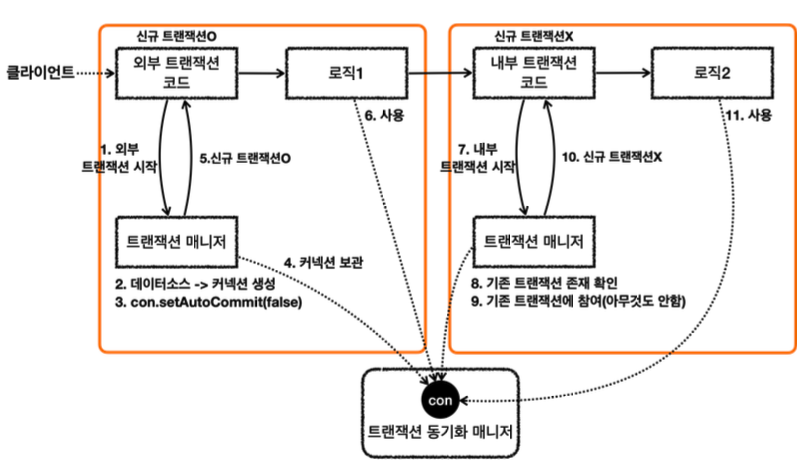 신규 트랜잭션O
클라이언트
외부 트랜잭션
코드
로직1
1. 외부
트랜잭션 시작
5.신규 트랜잭션O
6. 사용
트랜잭션 매니저
4. 커넥션 보관
2. 데이터소스 -> 커넥션 생성
3. con.setAutoCommit(false)
신규 트랜잭션X
내부 트랜잭션
코드
로직2
7. 내부
트랜잭션 시작
10. 신규 트랜잭션X
11. 사용
트랜잭션 매니저
8. 기존 트랜잭션 존재 확인
9. 기존 트랜잭션에 참여(아무것도 안함)
con
트랜잭션 동기화 매니저